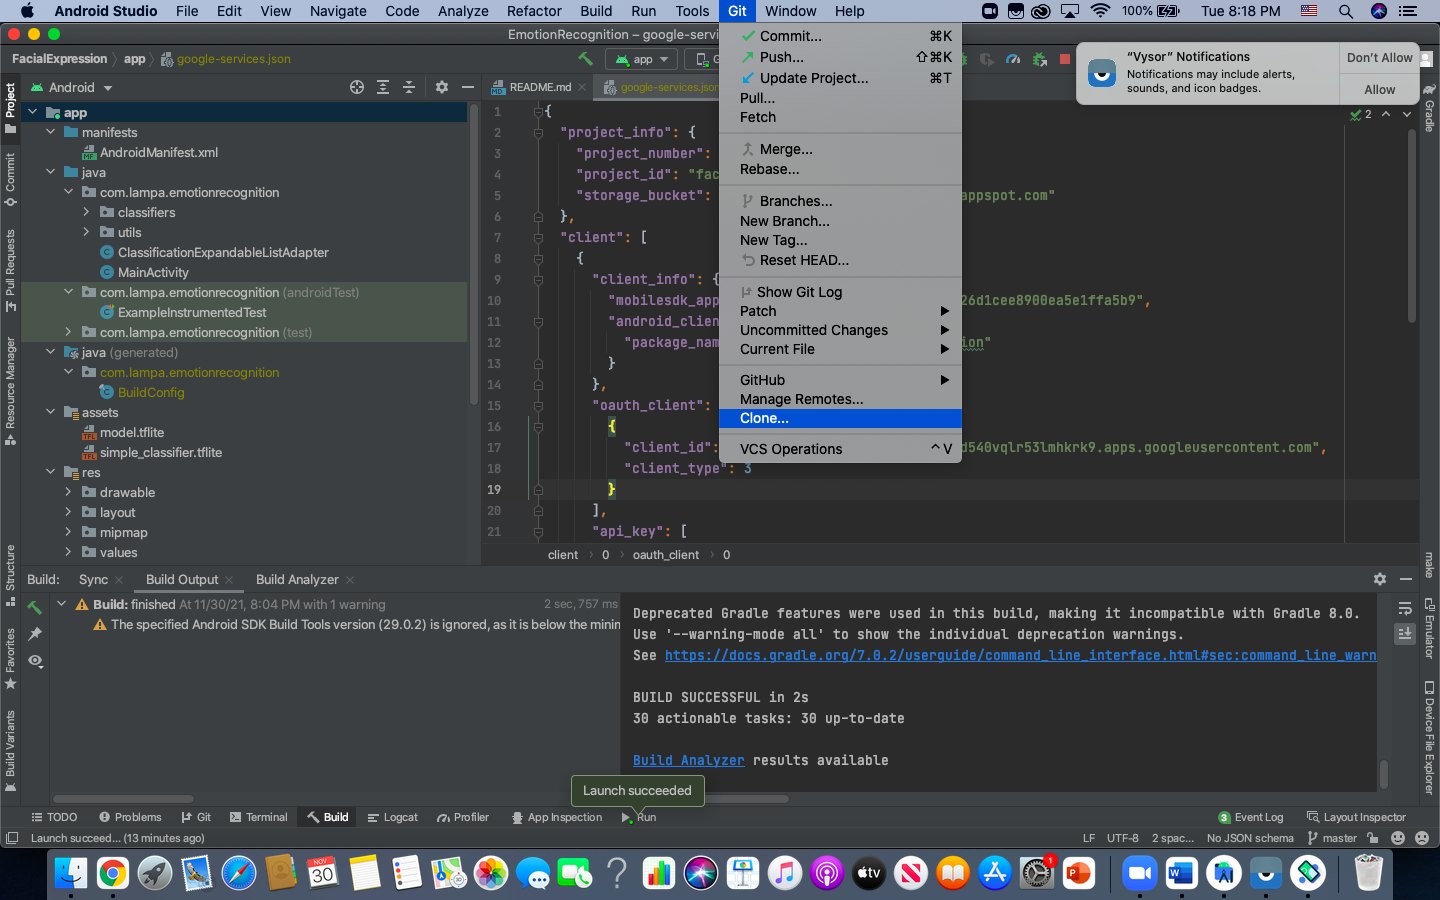 Android Studio File Edit View Navigate Code Analyze Refactor Build Run Tools Git Window Help 100% Tue 8:18 PM
EmotionRecognition – google-servi
FacialExpression app google-services.json app
Android
README.md google-services.json
Commit... ⌘K
Push... ⇧⌘K
Update Project... ⌘T
Pull...
Fetch
Merge...
Rebase...
Branches...
New Branch...
New Tag...
Reset HEAD...
Show Git Log
Patch
Uncommitted Changes
Current File
GitHub
Manage Remotes...
Clone...
VCS Operations ^V
“Vysor” Notifications
Notifications may include alerts,
sounds, and icon badges.
Don't Allow
Allow
2
Project
Commit
Pull Requests
Resource Manager
Structure
Favorites
Build Variants
app
manifests
AndroidManifest.xml
java
com.lampa.emotionrecognition
classifiers
utils
ClassificationExpandableListAdapter
MainActivity
com.lampa.emotionrecognition (androidTest)
ExampleInstrumentedTest
com.lampa.emotionrecognition (test)
java (generated)
com.lampa.emotionrecognition
BuildConfig
assets
model.tflite
simple_classifier.tflite
res
drawable
layout
mipmap
values
1 {
2 "project_info": {
3 "project_number":
4 "project_id": "fac
5 "storage_bucket": appspot.com"
6 },
7 "client": [
8 {
9 "client_info": {
10 "mobilesdk_app 26d1cee8900ea5e1ffa5b9",
11 "android_clien
12 "package_nam ion"
13 }
14 },
15 "oauth_client":
16 {
17 "client_id": d540vqlr53lmhkrk9.apps.googleusercontent.com",
18 "client_type": 3
19 }
20 ],
21 "api_key": [
client 0 oauth_client 0
Gradle
make
Emulator
Device File Explorer
Build: Sync Build Output Build Analyzer
Build: finished At 11/30/21, 8:04 PM with 1 warning 2 sec, 757 ms
The specified Android SDK Build Tools version (29.0.2) is ignored, as it is below the minin
Deprecated Gradle features were used in this build, making it incompatible with Gradle 8.0.
Use '--warning-mode all' to show the individual deprecation warnings.
See https://docs.gradle.org/7.0.2/userguide/command_line_interface.html#sec:command_line_warn
BUILD SUCCESSFUL in 2s
30 actionable tasks: 30 up-to-date
Build Analyzer results available
Launch succeeded
TODO Problems Git Terminal Build Logcat Profiler App Inspection Run 3 Event Log Layout Inspector
Launch succeed... (13 minutes ago) LF UTF-8 2 spac... No JSON schema master
NOV
30
tv
1